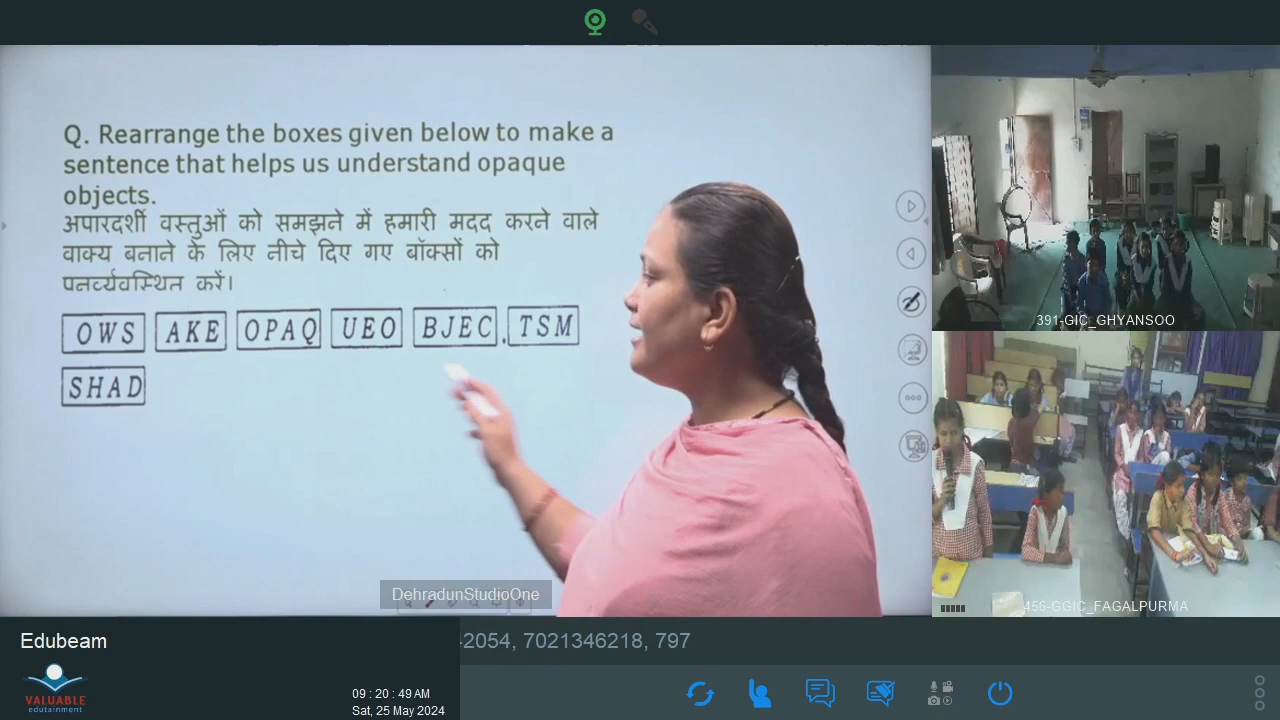 Q. Rearrange the boxes given below to make a
sentence that helps us understand opaque
objects.
अपारदर्शी वस्तुओं को समझने में हमारी मदद करने वाले
वाक्य बनाने के लिए नीचे दिए गए बॉक्सों को
पुनर्व्यवस्थित करें।
OWS AKE OPAQ UEO BJEC . TSM
SHAD
391-GIC_GHYANSOO
456-GGIC_FAGALPURMA
DehradunStudioOne
Edubeam
2054, 7021346218, 797
VALUABLE
edutainment
09 : 20 : 49 AM
Sat, 25 May 2024